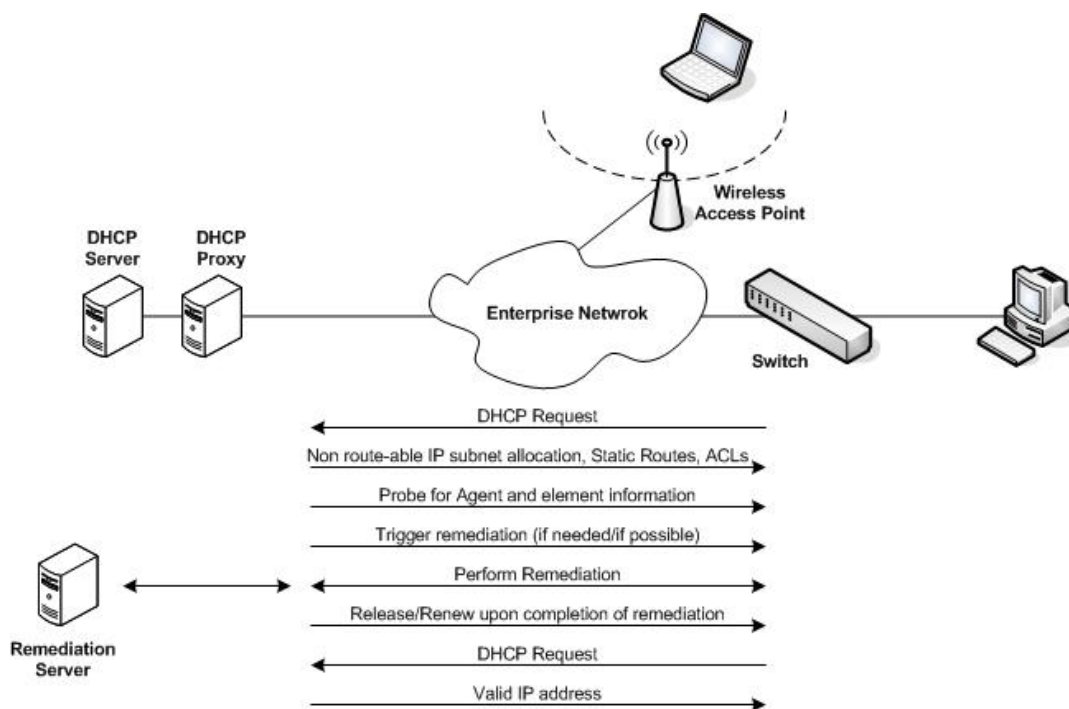 Wireless
Access Point
DHCP
Server
DHCP
Proxy
Enterprise Netwrok
Switch
DHCP Request
Non route-able IP subnet allocation, Static Routes, ACLs
Probe for Agent and element information
Trigger remediation (if needed/if possible)
Perform Remediation
Release/Renew upon completion of remediation
Remediation
Server
DHCP Request
Valid IP address